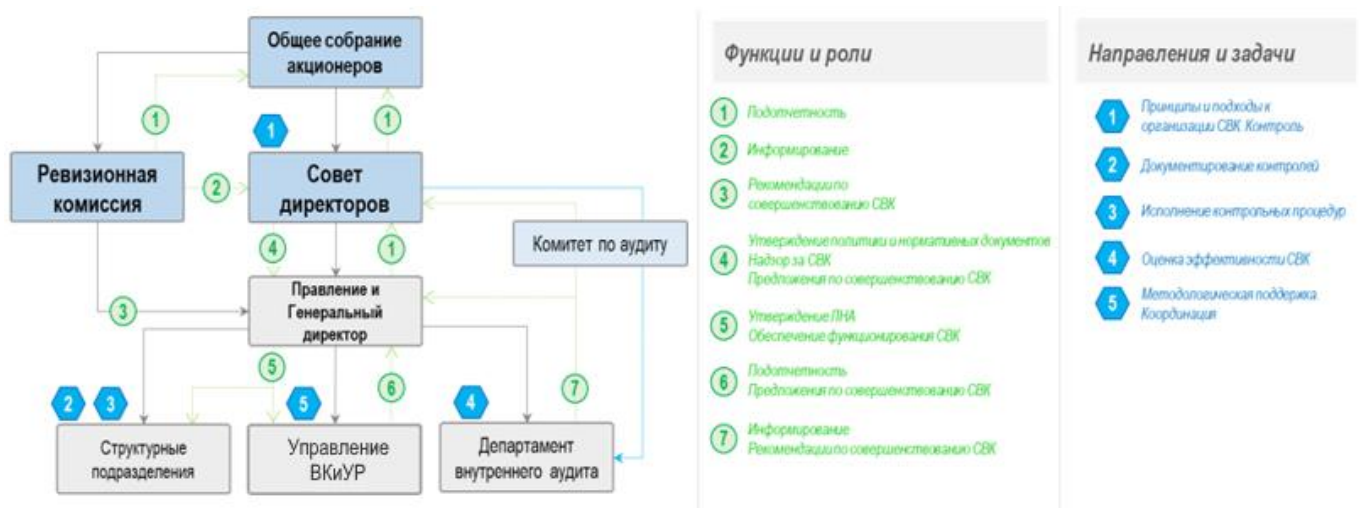 Общее собрание
акционеров
1
1
1
Ревизионная
комиссия
2
Совет
директоров
4
1
Комитет по аудиту
Правление и
Генеральный
директор
3
5
6
7
2
3
5
4
Структурные
подразделения
Управление
ВКиУР
Департамент
внутреннего аудита
Функции и роли
1 Подотчетность
2 Информирование
3 Рекомендации по
совершенствованию СВК
4 Утверждение политики и нормативных документов
Надзор за СВК
Предложения по совершенствованию СВК
5 Утверждение ЛНА
Обеспечение функционирования СВК
6 Подотчетность
Предложения по совершенствованию СВК
7 Информирование
Рекомендации по совершенствованию СВК
Направления и задачи
1 Принципы и подходы к
организации СВК. Контроль
2 Документирование контролей
3 Исполнение контрольных процедур
4 Оценка эффективности СВК
5 Методологическая поддержка.
Координация